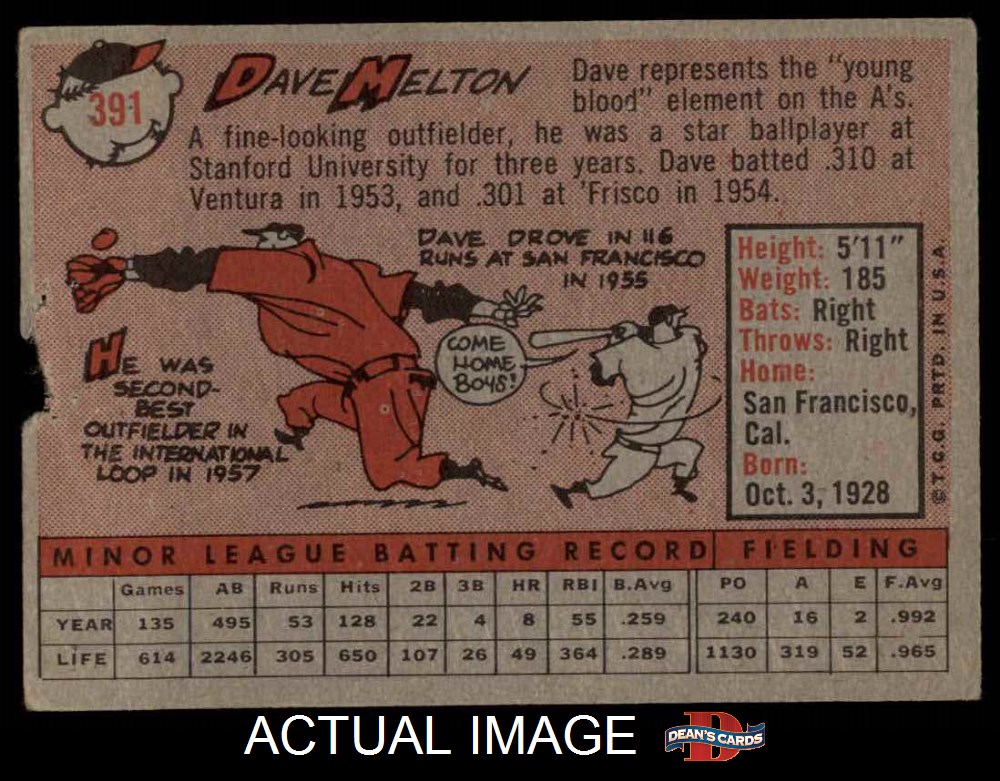 391
DAVE MELTON
Dave represents the "young
blood" element on the A's.
A fine-looking outfielder, he was a star ballplayer at
Stanford University for three years. Dave batted .310 at
Ventura in 1953, and .301 at 'Frisco in 1954.
DAVE DROVE IN 116
RUNS AT SAN FRANCISCO
IN 1955
COME
HOME
BOYS!
HE WAS
SECOND-
BEST
OUTFIELDER IN
THE INTERNATIONAL
LOOP IN 1957
Height: 5'11"
Weight: 185
Bats: Right
Throws: Right
Home:
San Francisco,
Cal.
Born:
Oct. 3, 1928
© T.C.G. PRTD. IN U.S.A.
MINOR LEAGUE BATTING RECORD FIELDING
Games AB Runs Hits 2B 3B HR RBI B.Avg PO A E F.Avg
YEAR 135 495 53 128 22 4 8 55 .259 240 16 2 .992
LIFE 614 2246 305 650 107 26 49 364 .289 1130 319 52 .965
ACTUAL IMAGE
D
DEAN'S CARDS